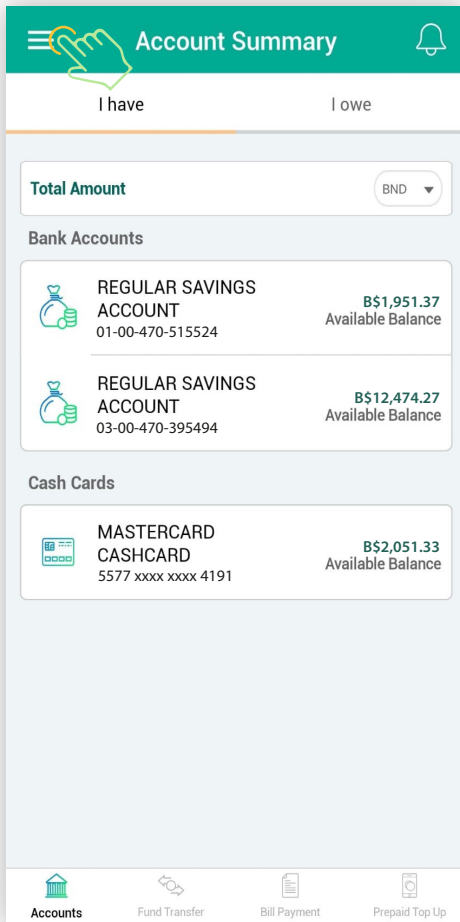 Account Summary
I have
I owe
Total Amount
BND
Bank Accounts
REGULAR SAVINGS
ACCOUNT
01-00-470-515524
B$1,951.37
Available Balance
REGULAR SAVINGS
ACCOUNT
03-00-470-395494
B$12,474.27
Available Balance
Cash Cards
MASTERCARD
CASHCARD
5577 xxxx xxxx 4191
B$2,051.33
Available Balance
Accounts
Fund Transfer
Bill Payment
Prepaid Top Up